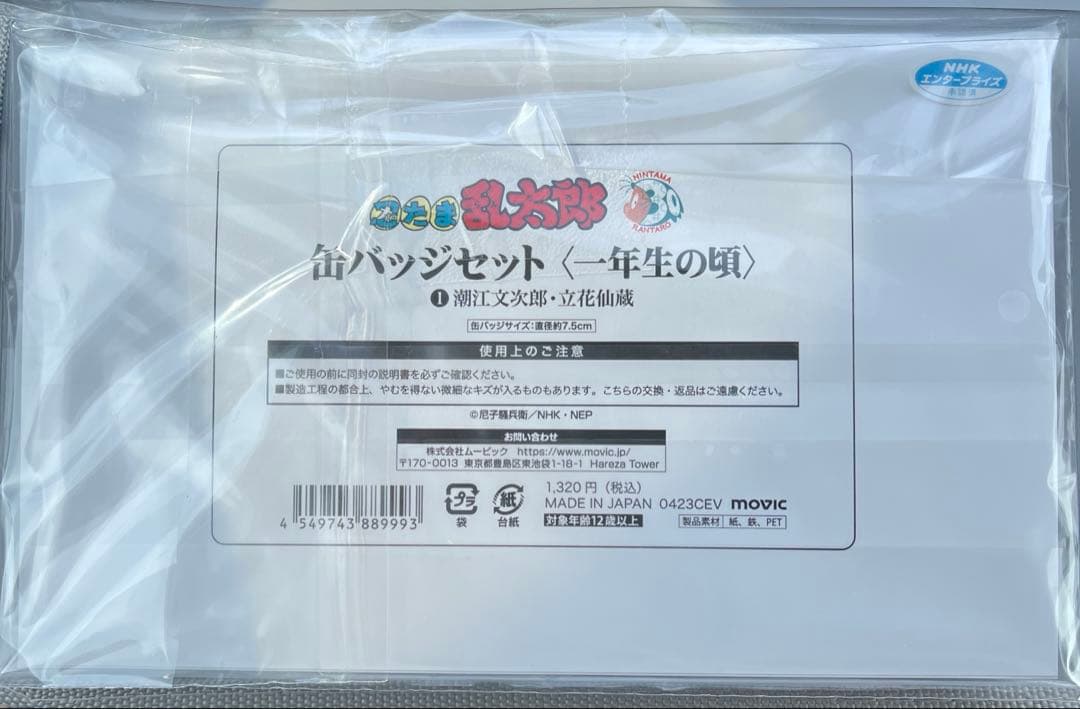 NHK
エンタープライズ
承認済
忍たま乱太郎
NINTAMA
30
RANTARO
缶バッジセット〈一年生の頃〉
❶潮江文次郎・立花仙蔵
缶バッジサイズ:直径約7.5cm
使用上のご注意
■ご使用の前に同封の説明書を必ずご確認ください。
■製造工程の都合上、やむを得ない微細なキズが入るものもあります。こちらの交換・返品はご遠慮ください。
©尼子騒兵衛/NHK・NEP
お問い合わせ
株式会社ムービック https://www.movic.jp/
〒170-0013 東京都豊島区東池袋1-18-1 Hareza Tower
4 549743 889993
プラ
袋
紙
台紙
1,320円(税込)
MADE IN JAPAN 0423CEV movic
対象年齢12歳以上
製品素材 紙、鉄、PET